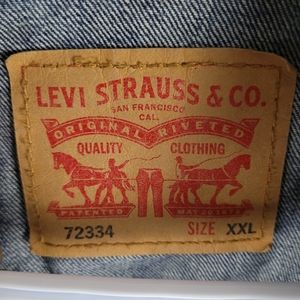 LEVI STRAUSS & CO.
SAN FRANCISCO
CAL.
ORIGINAL RIVETED
QUALITY CLOTHING
PATENTED MAY 20 1873
72334 SIZE XXL